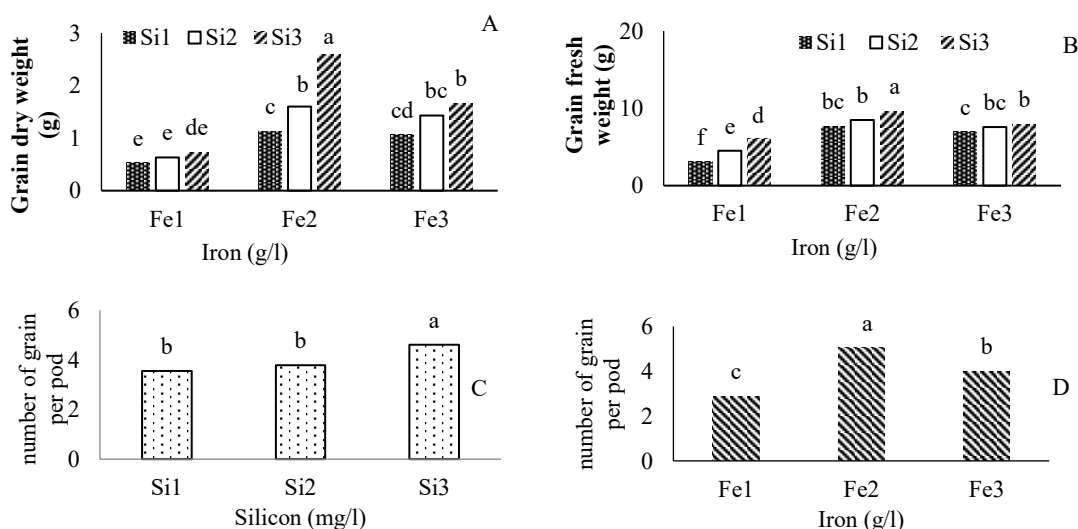 Grain dry weight
(g)
3
2
1
0
Si1 Si2 Si3
A
e e de
c b a
cd bc b
Fe1 Fe2 Fe3
Iron (g/l)
Grain fresh
weight (g)
20
10
0
Si1 Si2 Si3
B
f e d
bc b a
c bc b
Fe1 Fe2 Fe3
Iron (g/l)
number of grain
per pod
6
4
2
0
b b a
C
Si1 Si2 Si3
Silicon (mg/l)
number of grain
per pod
6
4
2
0
c a b
D
Fe1 Fe2 Fe3
Iron (g/l)